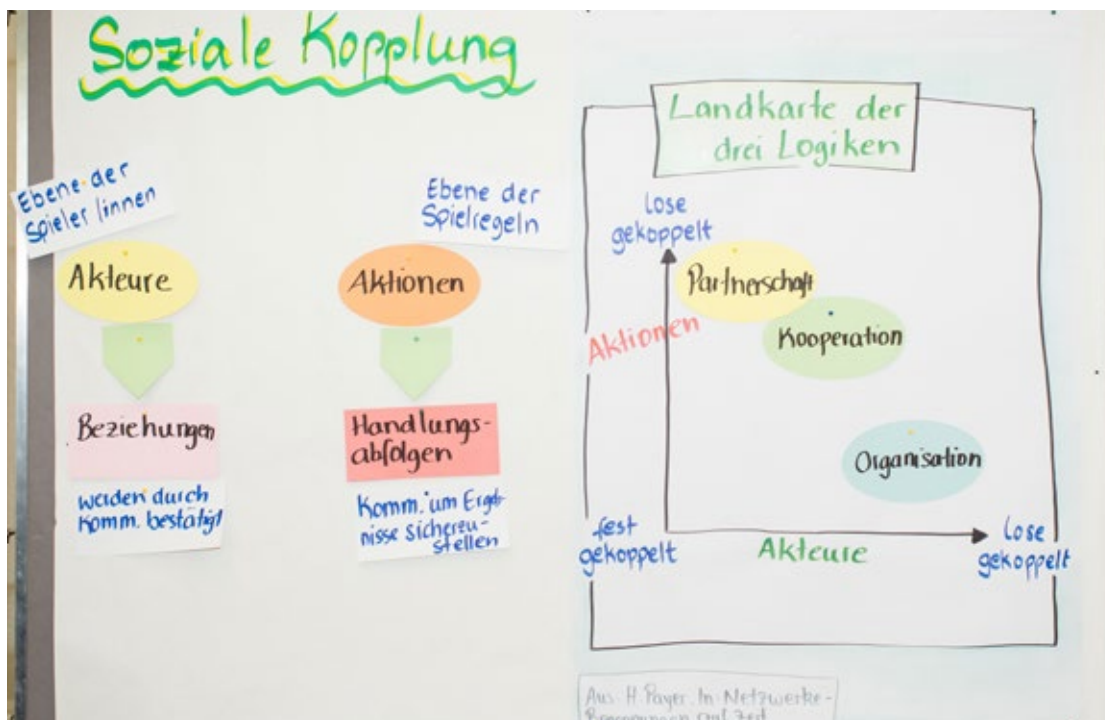 Soziale Kopplung
Ebene der
Spieler Innen
Akteure
Beziehungen
werden durch
Komm. bestätigt
Ebene der
Spielregeln
Aktionen
Handlungs-
abfolgen
Komm. um Ergeb-
nisse sicherzu-
stellen
Landkarte der
drei Logiken
lose
gekoppelt
Aktionen
Partnerschaft
Kooperation
Organisation
fest
gekoppelt
Akteure
lose
gekoppelt
Aus: H. Payer. In: Netzwerke-
auf Zeit